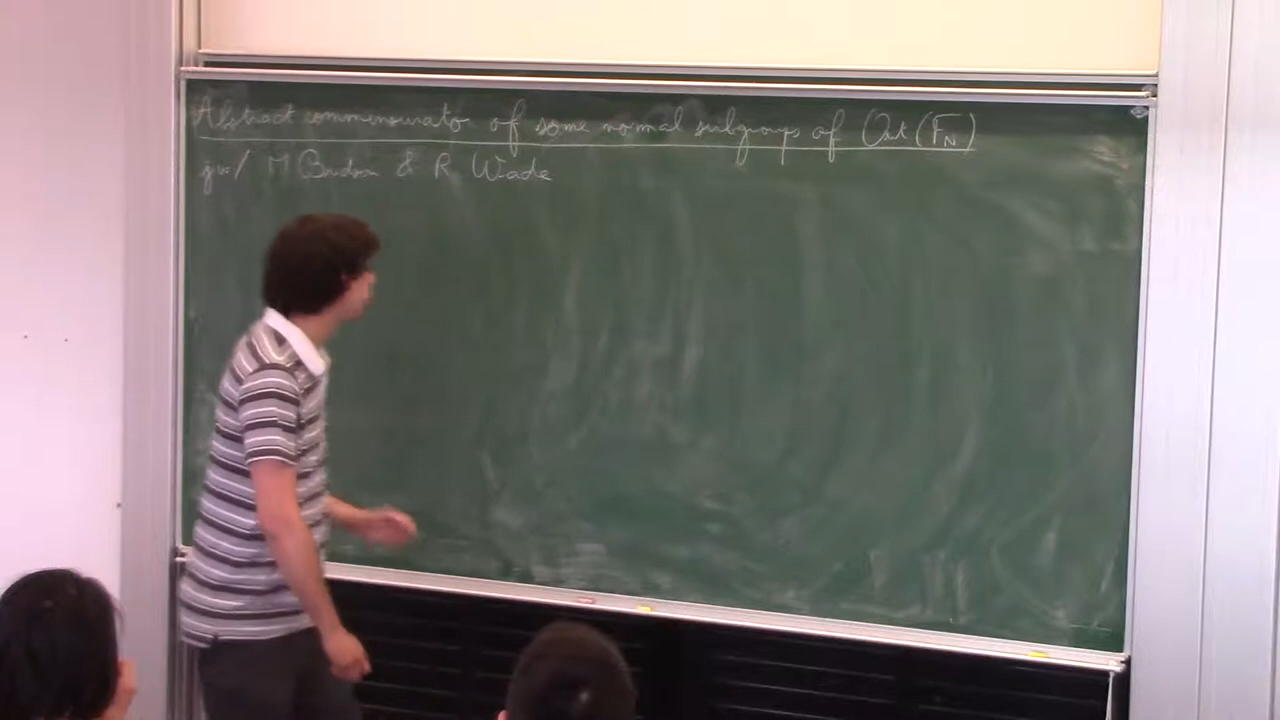 Abstract commensurator of some normal subgroups of Out(F_N)
jw/ M Bridson & R Wade